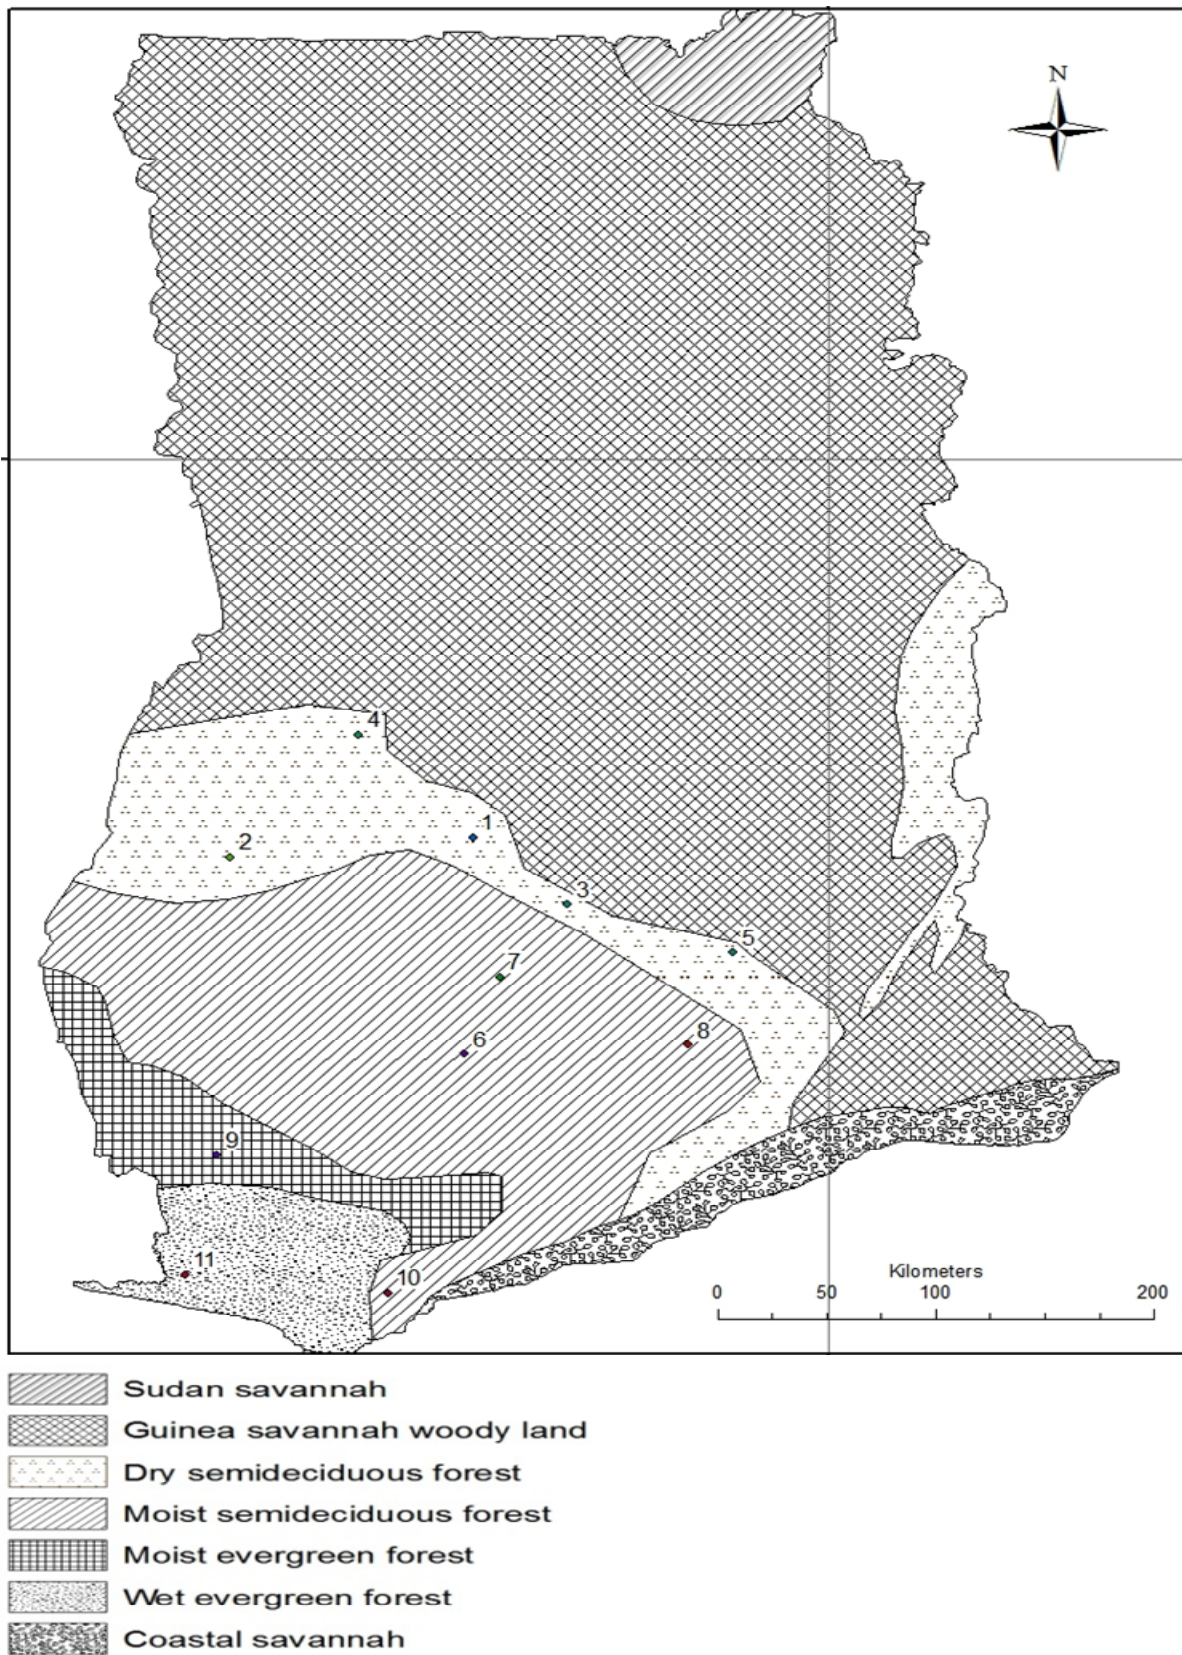 N
4
1
2
3
5
7
8
6
9
11
10
Kilometers
0 50 100 200
Sudan savannah
Guinea savannah woody land
Dry semideciduous forest
Moist semideciduous forest
Moist evergreen forest
Wet evergreen forest
Coastal savannah